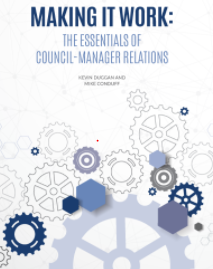 MAKING IT WORK:
THE ESSENTIALS OF
COUNCIL-MANAGER RELATIONS
KEVIN DUGGAN AND
MIKE CONDUFF